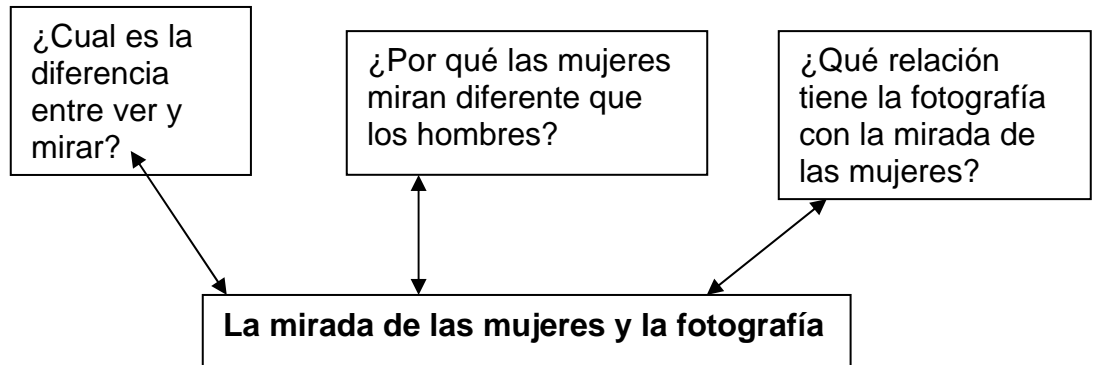 ¿Cual es la
diferencia
entre ver y
mirar?
¿Por qué las mujeres
miran diferente que
los hombres?
¿Qué relación
tiene la fotografía
con la mirada de
las mujeres?
La mirada de las mujeres y la fotografía